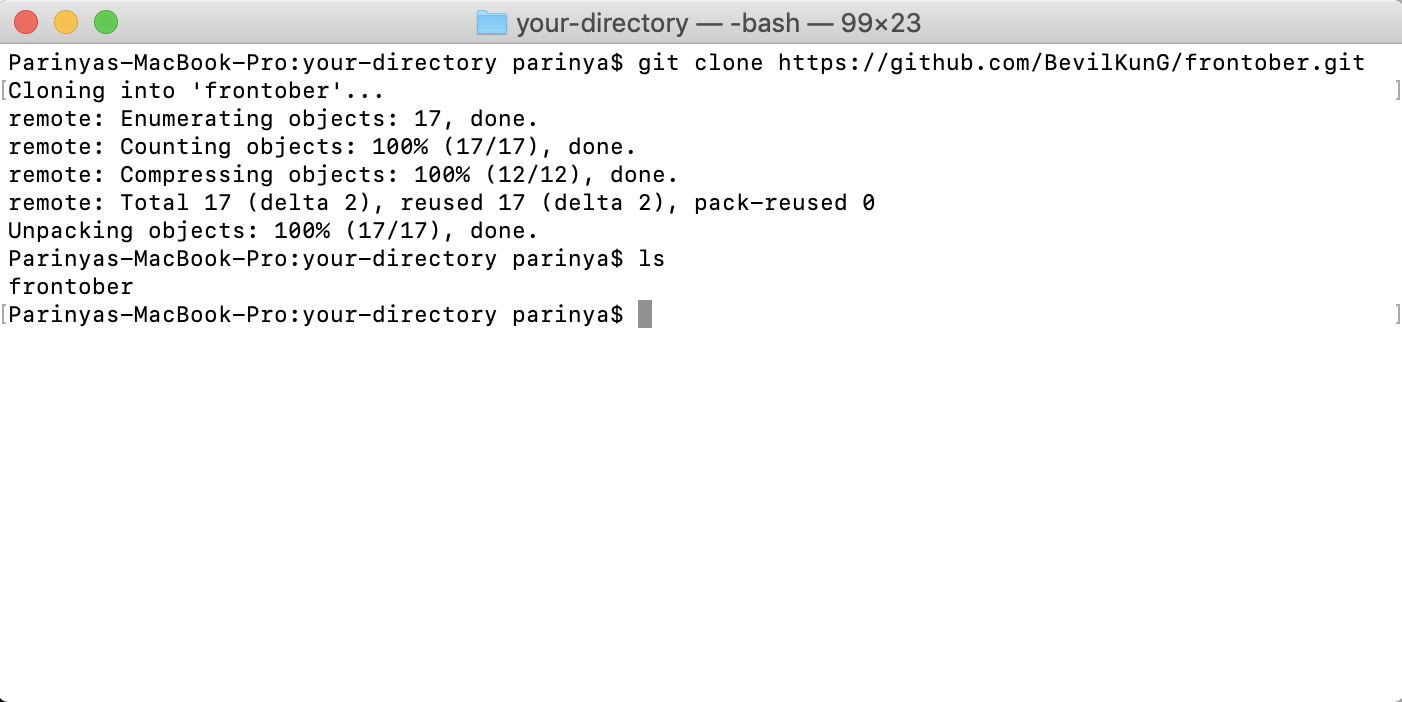 your-directory — -bash — 99×23
Parinyas-MacBook-Pro:your-directory parinya$ git clone https://github.com/BevilKunG/frontober.git
[Cloning into 'frontober'... ]
remote: Enumerating objects: 17, done.
remote: Counting objects: 100% (17/17), done.
remote: Compressing objects: 100% (12/12), done.
remote: Total 17 (delta 2), reused 17 (delta 2), pack-reused 0
Unpacking objects: 100% (17/17), done.
Parinyas-MacBook-Pro:your-directory parinya$ ls
frontober
[Parinyas-MacBook-Pro:your-directory parinya$ ]